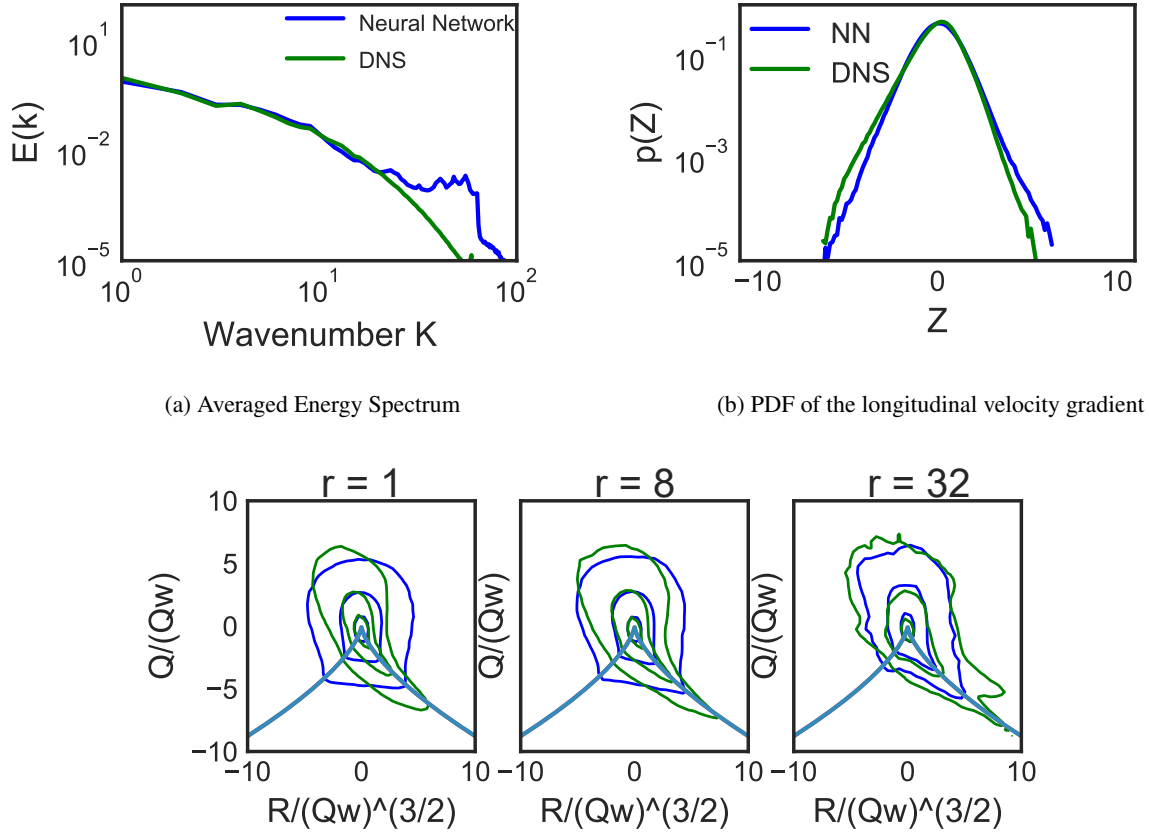 10^1
10^-2
10^-5
E(k)
Neural Network
DNS
10^0
10^1
10^2
Wavenumber K
(a) Averaged Energy Spectrum
10^-1
10^-3
10^-5
p(Z)
NN
DNS
−10
0
10
Z
(b) PDF of the longitudinal velocity gradient
r = 1
10
5
0
−5
−10
Q/(Qw)
−10
0
10
R/(Qw)^(3/2)
r = 8
Q/(Qw)
−10
0
10
R/(Qw)^(3/2)
r = 32
Q/(Qw)
−10
0
10
R/(Qw)^(3/2)